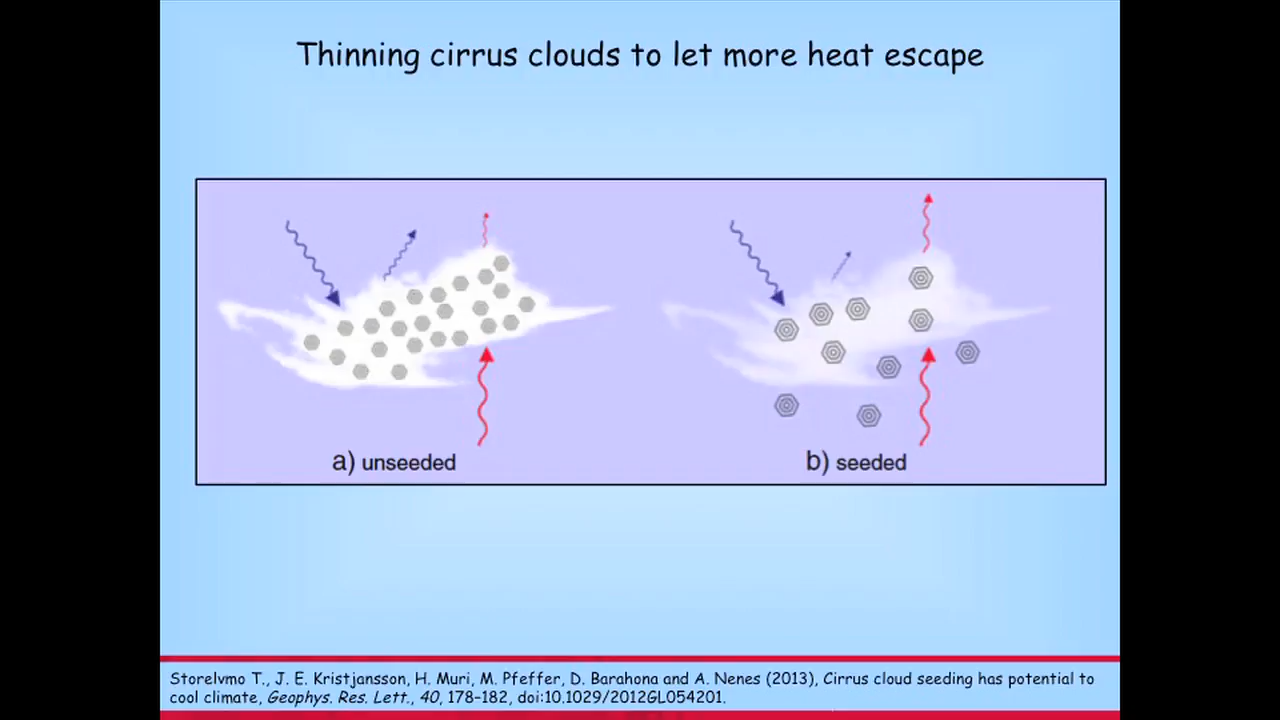 Thinning cirrus clouds to let more heat escape
a) unseeded
b) seeded
Storelvmo T., J. E. Kristjansson, H. Muri, M. Pfeffer, D. Barahona and A. Nenes (2013), Cirrus cloud seeding has potential to
cool climate, Geophys. Res. Lett., 40, 178–182, doi:10.1029/2012GL054201.